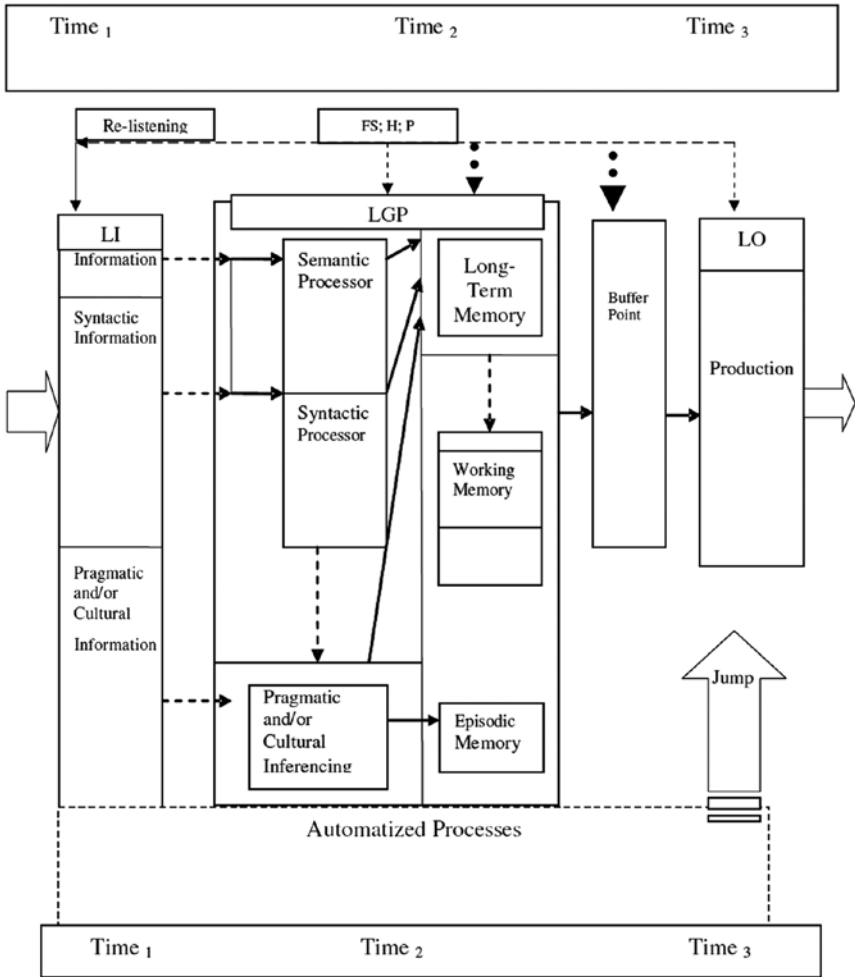 Time 1
Time 2
Time 3
Re-listening
FS; H; P
LI
Information
Syntactic
Information
Pragmatic
and/or
Cultural
Information
LGP
Semantic
Processor
Syntactic
Processor
Pragmatic
and/or
Cultural
Inferencing
Long-
Term
Memory
Working
Memory
Episodic
Memory
Buffer
Point
LO
Production
Jump
Automatized Processes
Time 1
Time 2
Time 3